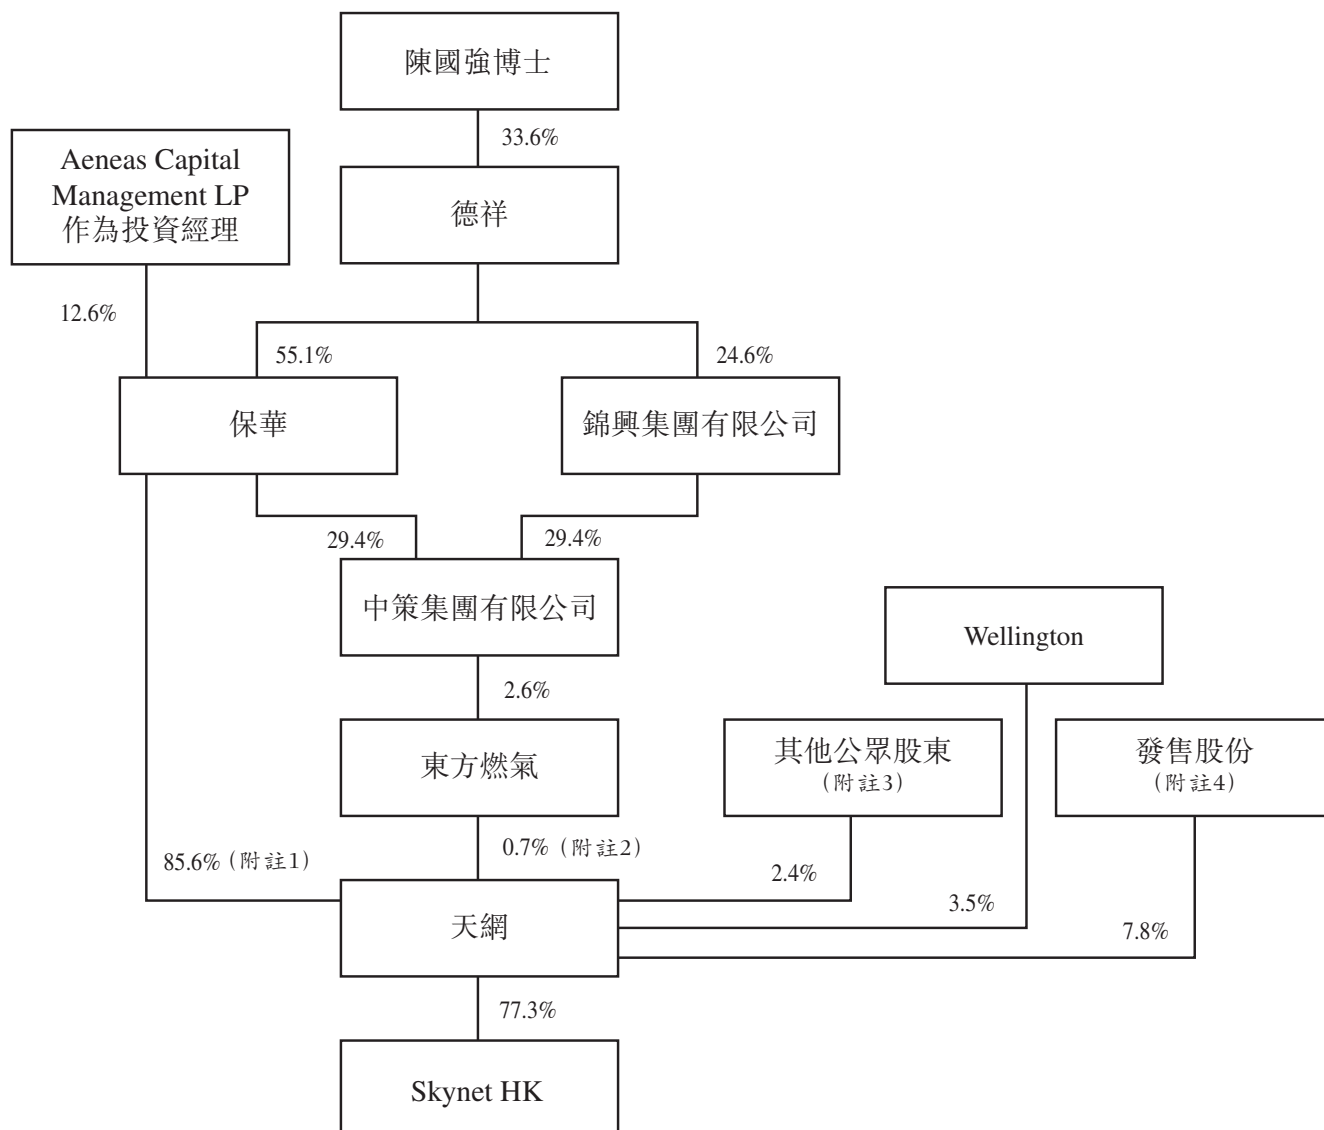 陳國強博士
33.6%
Aeneas Capital
Management LP
作為投資經理
德祥
12.6%
55.1%
24.6%
保華
錦興集團有限公司
29.4%
29.4%
中策集團有限公司
Wellington
2.6%
東方燃氣
其他公眾股東
(附註3)
發售股份
(附註4)
85.6% (附註1)
0.7% (附註2)
2.4%
3.5%
7.8%
天網
77.3%
Skynet HK